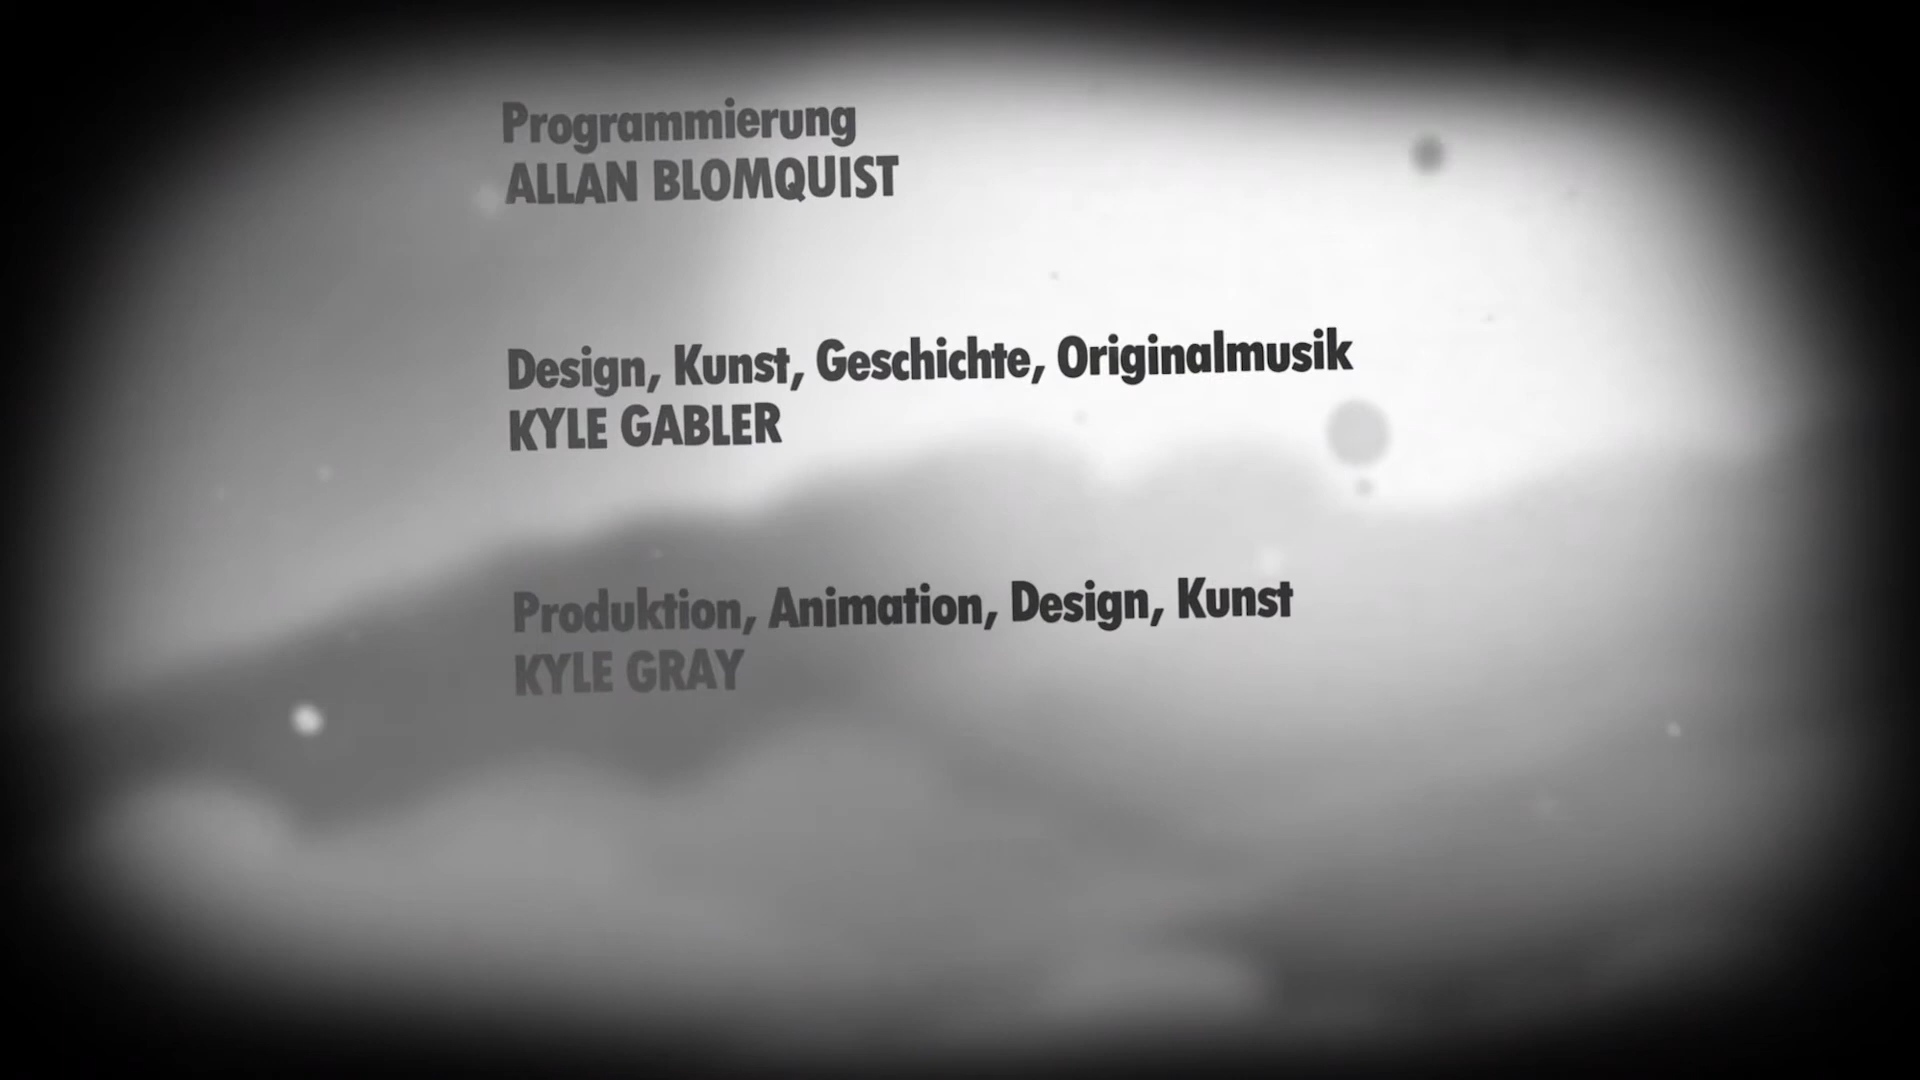 Programmierung
ALLAN BLOMQUIST
Design, Kunst, Geschichte, Originalmusik
KYLE GABLER
Produktion, Animation, Design, Kunst
KYLE GRAY